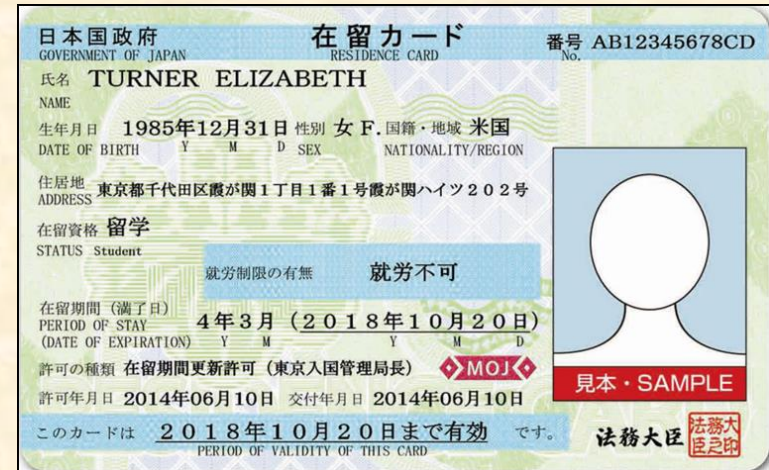 日本国政府 在留カード 番号 AB12345678CD
GOVERNMENT OF JAPAN RESIDENCE CARD No.
氏名 TURNER ELIZABETH
NAME
生年月日 1985年12月31日 性別 女 F. 国籍・地域 米国
DATE OF BIRTH Y M D SEX NATIONALITY/REGION
住居地 東京都千代田区霞が関1丁目1番1号霞が関ハイツ202号
ADDRESS
在留資格 留学
STATUS Student
就労制限の有無 就労不可
在留期間 (満了日)
PERIOD OF STAY 4年3月 (2018年10月20日)
(DATE OF EXPIRATION) Y M Y M D
許可の種類 在留期間更新許可 (東京入国管理局長) MOJ
見本・SAMPLE
許可年月日 2014年06月10日 交付年月日 2014年06月10日
このカードは 2018年10月20日まで有効 です。
PERIOD OF VALIDITY OF THIS CARD
法務大臣 法務大臣之印